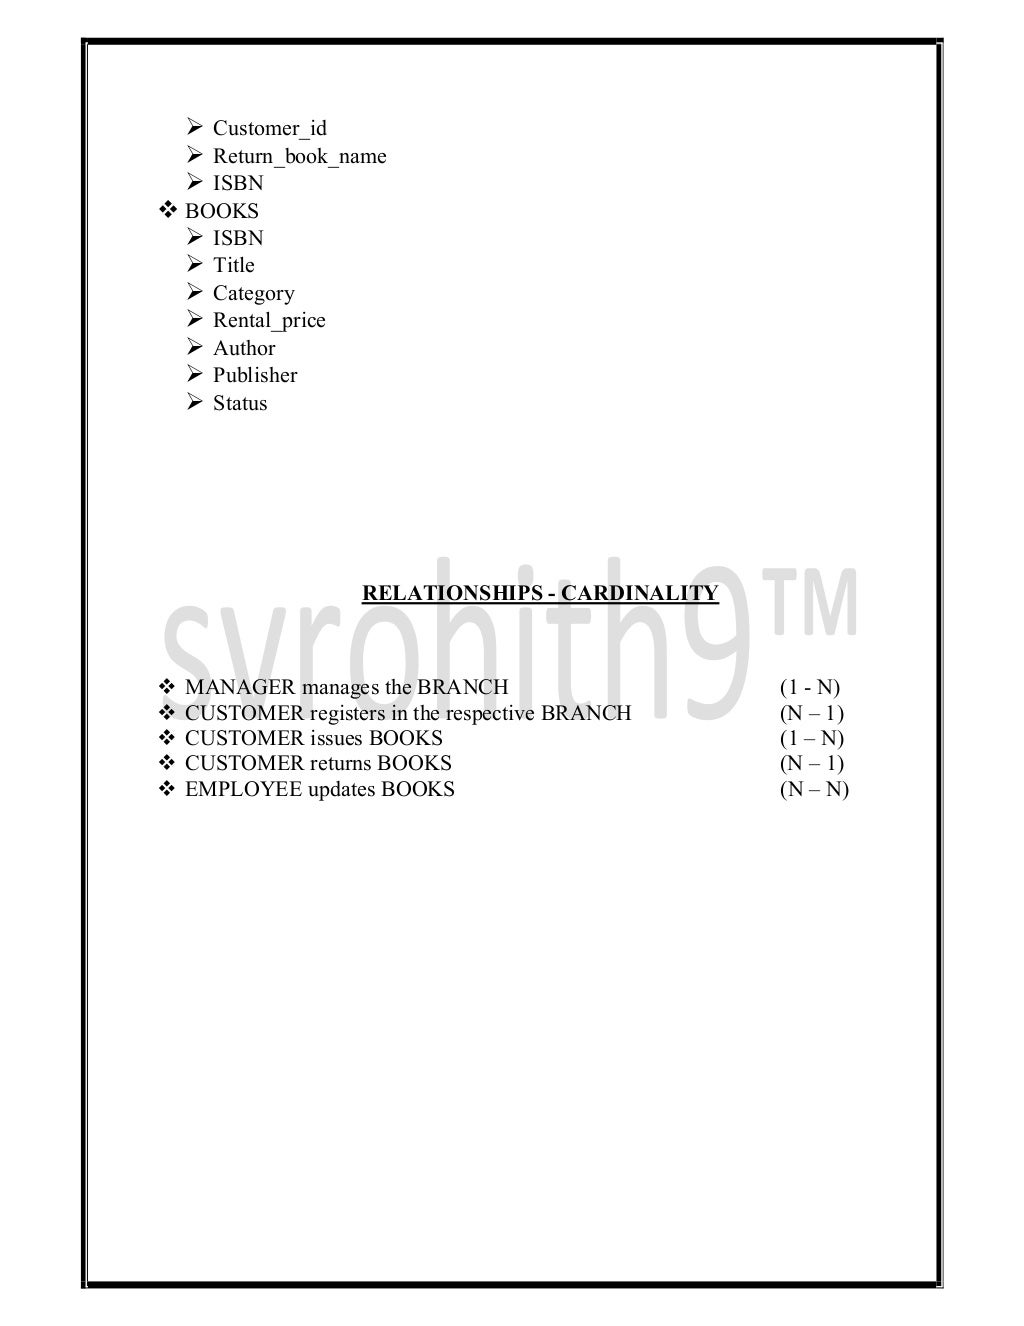 Customer_id
Return_book_name
ISBN
BOOKS
ISBN
Title
Category
Rental_price
Author
Publisher
Status
RELATIONSHIPS - CARDINALITY
svrohith9™
MANAGER manages the BRANCH (1 - N)
CUSTOMER registers in the respective BRANCH (N – 1)
CUSTOMER issues BOOKS (1 – N)
CUSTOMER returns BOOKS (N – 1)
EMPLOYEE updates BOOKS (N – N)